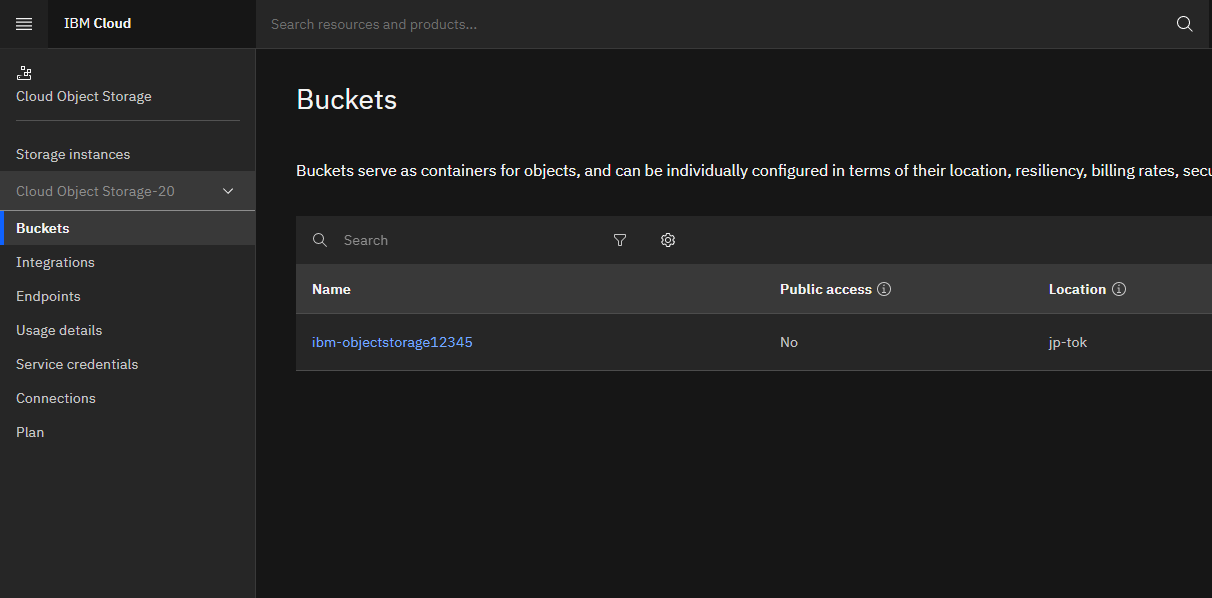 IBM Cloud
Search resources and products...
Cloud Object Storage
Storage instances
Cloud Object Storage-20
Buckets
Integrations
Endpoints
Usage details
Service credentials
Connections
Plan
Buckets
Buckets serve as containers for objects, and can be individually configured in terms of their location, resiliency, billing rates, secu
Search
Name Public access Location
ibm-objectstorage12345 No jp-tok